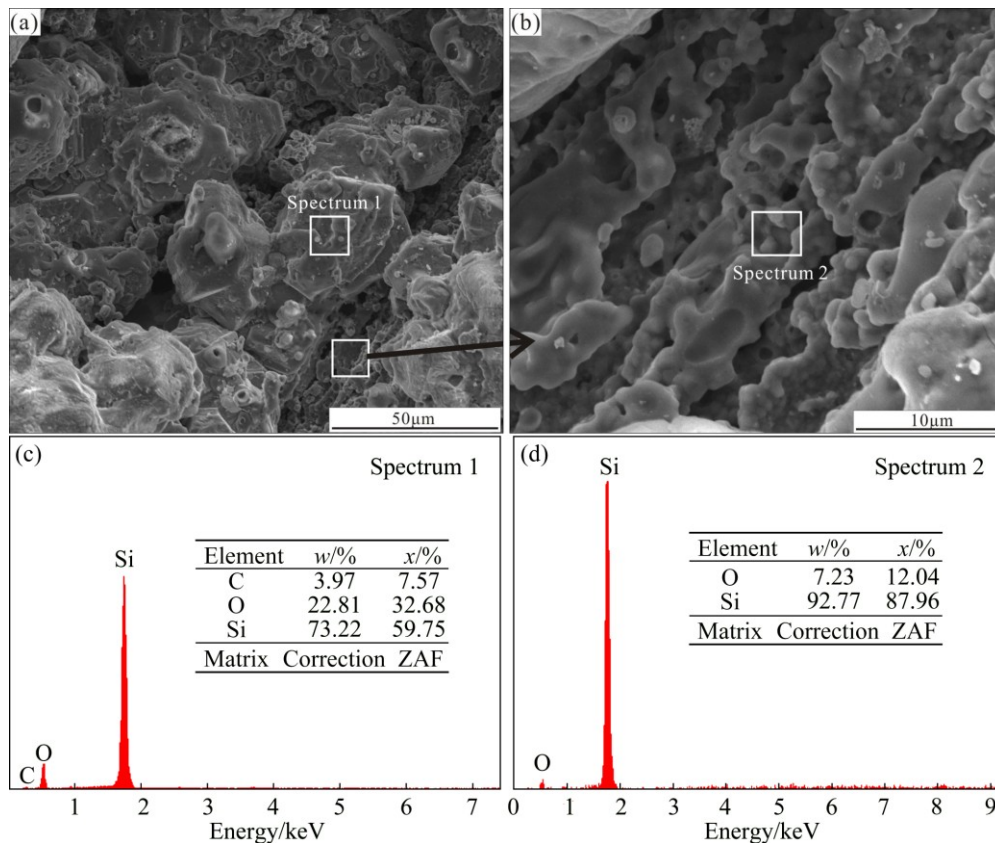 (a)
Spectrum 1
50μm
(b)
Spectrum 2
10μm
(c)
Spectrum 1
Si
Element w/% x/%
C 3.97 7.57
O 22.81 32.68
Si 73.22 59.75
Matrix Correction ZAF
O
C
1 2 3 4 5 6 7
Energy/keV
(d)
Si
Spectrum 2
Element w/% x/%
O 7.23 12.04
Si 92.77 87.96
Matrix Correction ZAF
O
0 1 2 3 4 5 6 7 8 9
Energy/keV